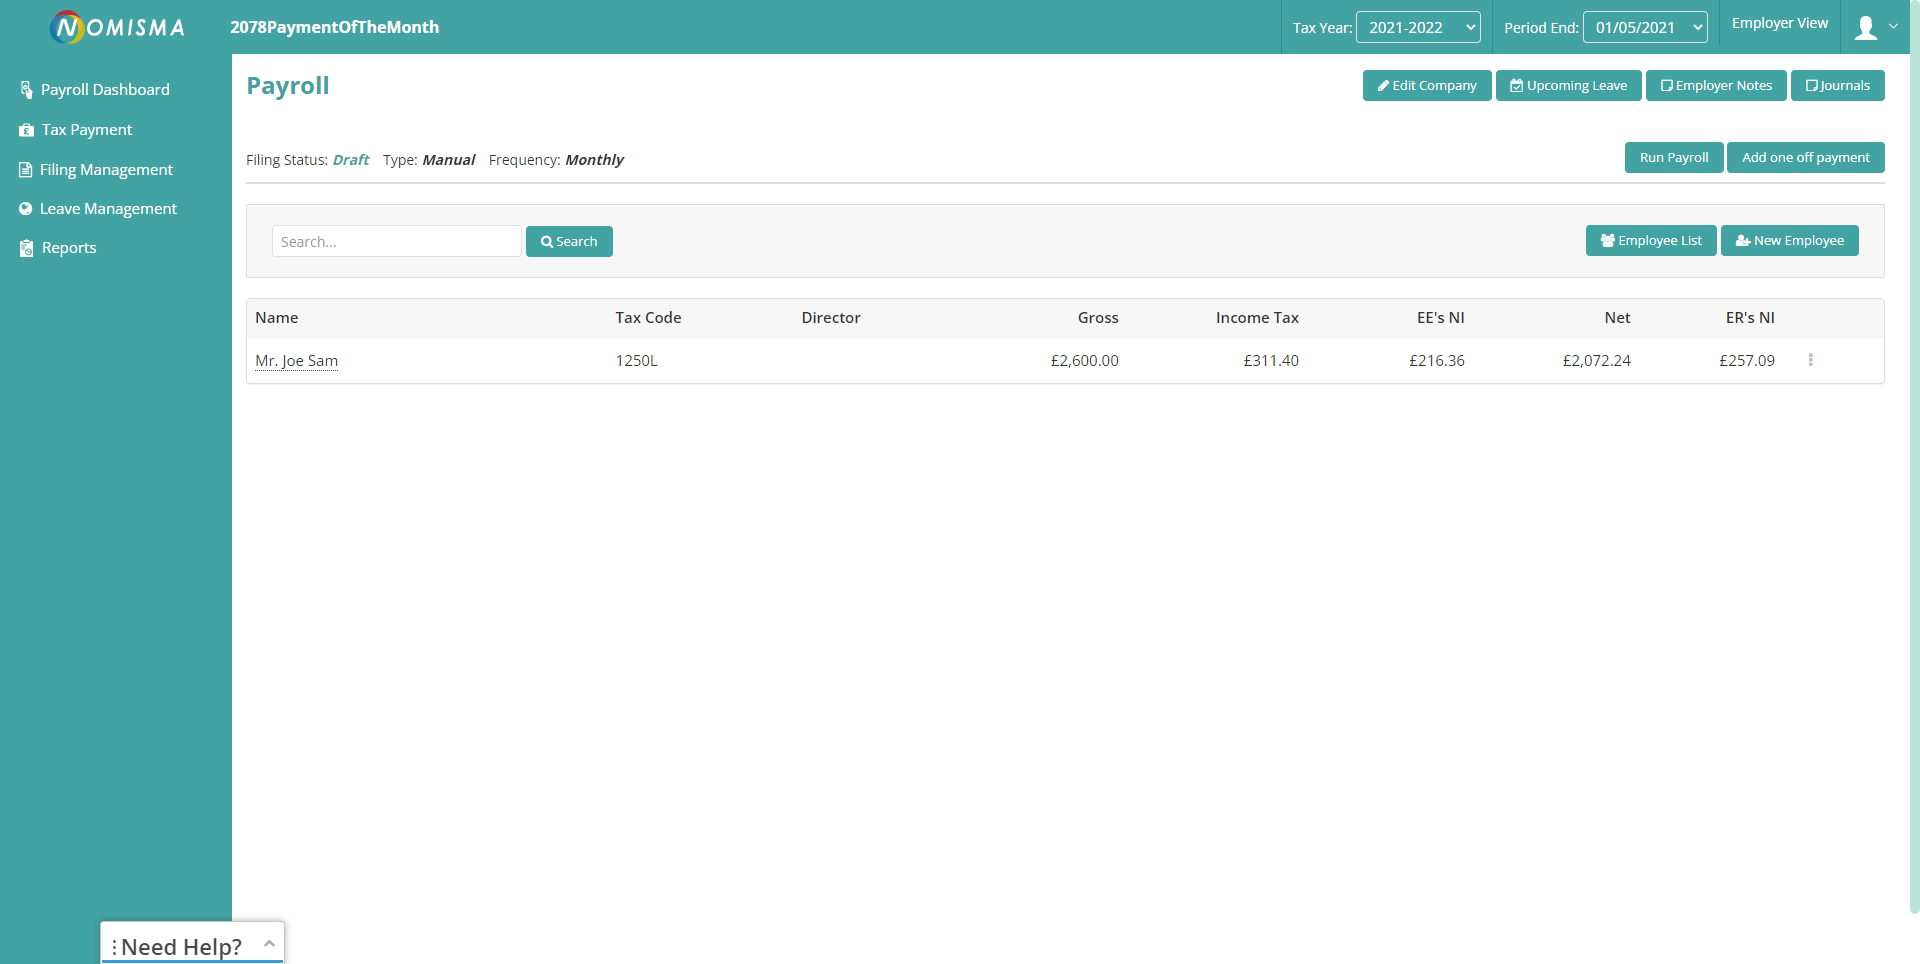 NOMISMA
2078PaymentOfTheMonth
Tax Year: 2021-2022
Period End: 01/05/2021
Employer View
Payroll Dashboard
Tax Payment
Filing Management
Leave Management
Reports
Payroll
Edit Company Upcoming Leave Employer Notes Journals
Filing Status: Draft Type: Manual Frequency: Monthly
Run Payroll Add one off payment
Search... Search
Employee List New Employee
Name Tax Code Director Gross Income Tax EE's NI Net ER's NI
Mr. Joe Sam 1250L £2,600.00 £311.40 £216.36 £2,072.24 £257.09
Need Help?